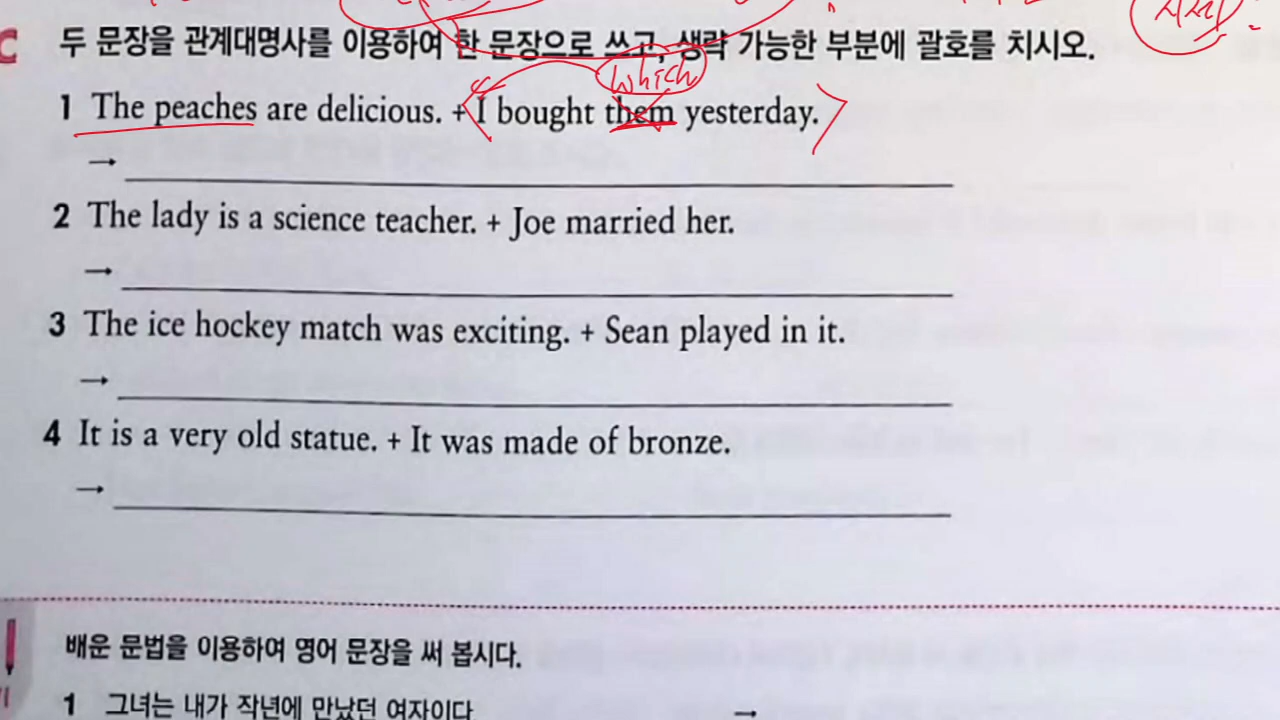 C 두 문장을 관계대명사를 이용하여 한 문장으로 쓰고, 생략 가능한 부분에 괄호를 치시오.
which
1 The peaches are delicious. + I bought them yesterday.
→
2 The lady is a science teacher. + Joe married her.
→
3 The ice hockey match was exciting. + Sean played in it.
→
4 It is a very old statue. + It was made of bronze.
→
배운 문법을 이용하여 영어 문장을 써 봅시다.
1 그녀는 내가 작년에 만났던 여자이다 →